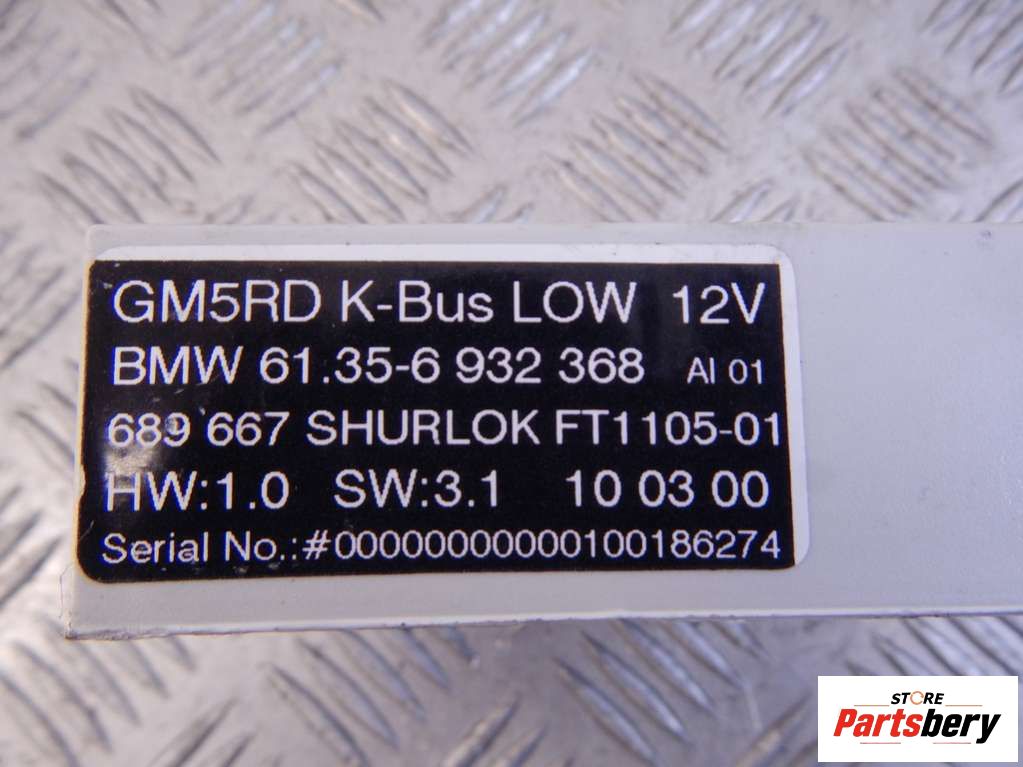 GM5RD K-Bus LOW 12V
BMW 61.35-6 932 368 AI 01
689 667 SHURLOK FT1105-01
HW:1.0 SW:3.1 10 03 00
Serial No.:#00000000000100186274
STORE
Partsbery